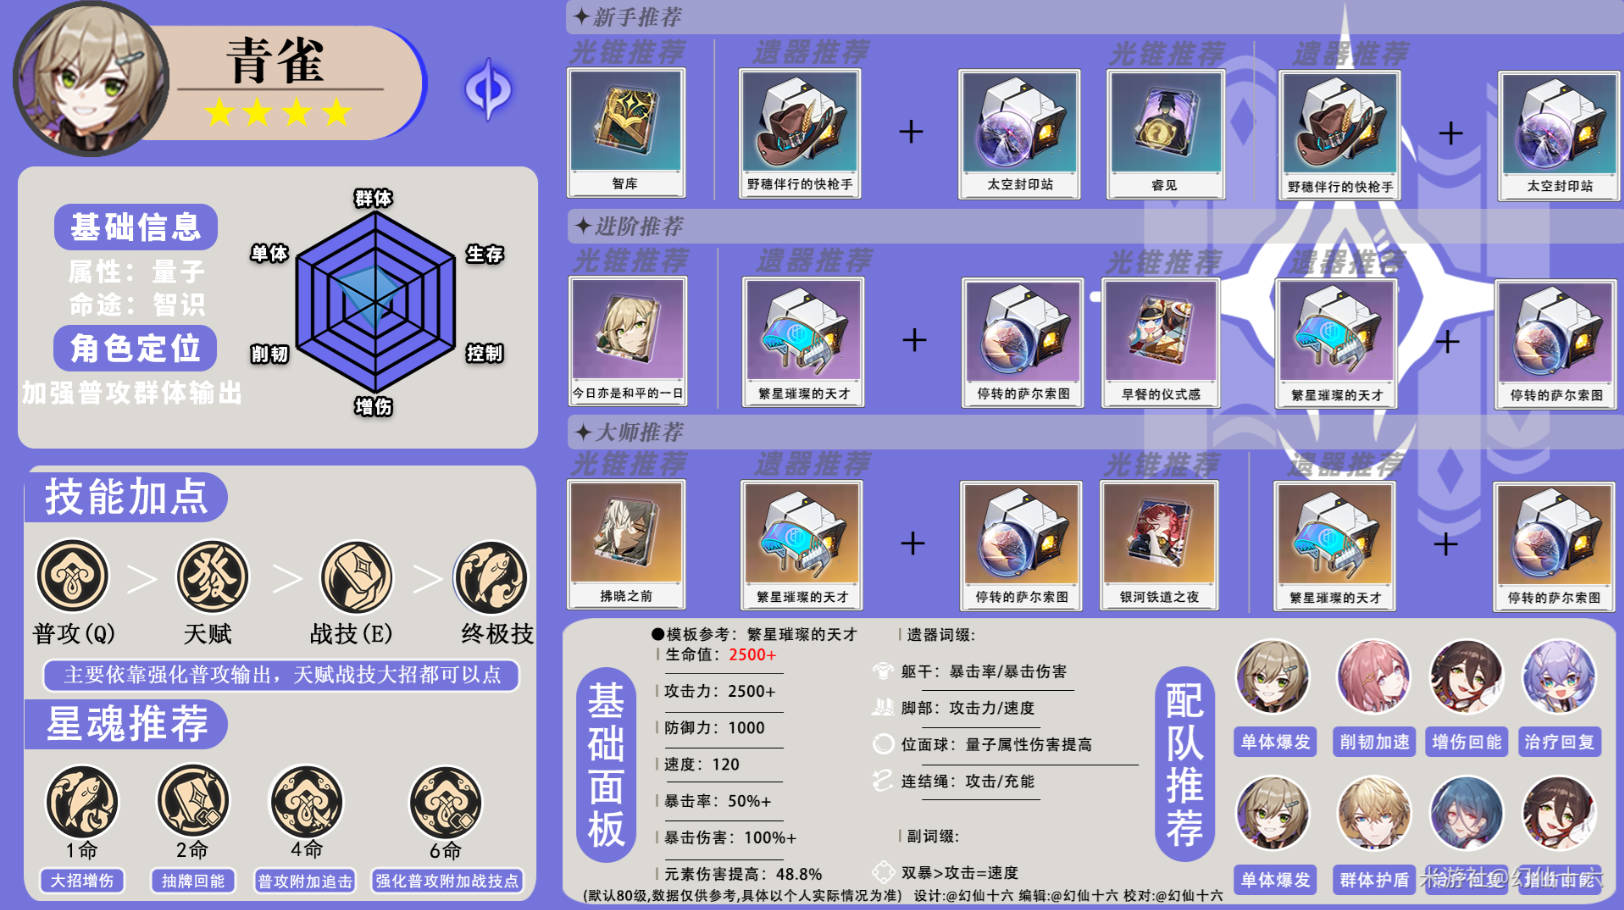 青雀
基础信息
属性：量子
命途：智识
角色定位
加强普攻群体输出
群体
生存
控制
增伤
削韧
单体
技能加点
普攻(Q)
天赋
战技(E)
终极技
主要依靠强化普攻输出，天赋战技大招都可以点
星魂推荐
1命
2命
4命
6命
大招增伤
抽牌回能
普攻附加追击
强化普攻附加战技点
新手推荐
光锥推荐 遗器推荐 光锥推荐 遗器推荐
智库
野穗伴行的快枪手
+
太空封印站
睿见
野穗伴行的快枪手
+
太空封印站
进阶推荐
光锥推荐 遗器推荐 光锥推荐 遗器推荐
今日亦是和平的一日
繁星璀璨的天才
+
停转的萨尔索图
早餐的仪式感
繁星璀璨的天才
+
停转的萨尔索图
大师推荐
光锥推荐 遗器推荐 光锥推荐 遗器推荐
拂晓之前
繁星璀璨的天才
+
停转的萨尔索图
银河铁道之夜
繁星璀璨的天才
+
停转的萨尔索图
基础面板
●模板参考：繁星璀璨的天才
生命值：2500+
攻击力：2500+
防御力：1000
速度：120
暴击率：50%+
暴击伤害：100%+
元素伤害提高：48.8%
遗器词缀:
躯干：暴击率/暴击伤害
脚部：攻击力/速度
位面球：量子属性伤害提高
连结绳：攻击/充能
副词缀:
双暴>攻击=速度
(默认80级,数据仅供参考,具体以个人实际情况为准) 设计:@幻仙十六 编辑:@幻仙十六 校对:@幻仙十六
配队推荐
单体爆发
削韧加速
增伤回能
治疗回复
单体爆发
群体护盾
米游社@幻仙十六